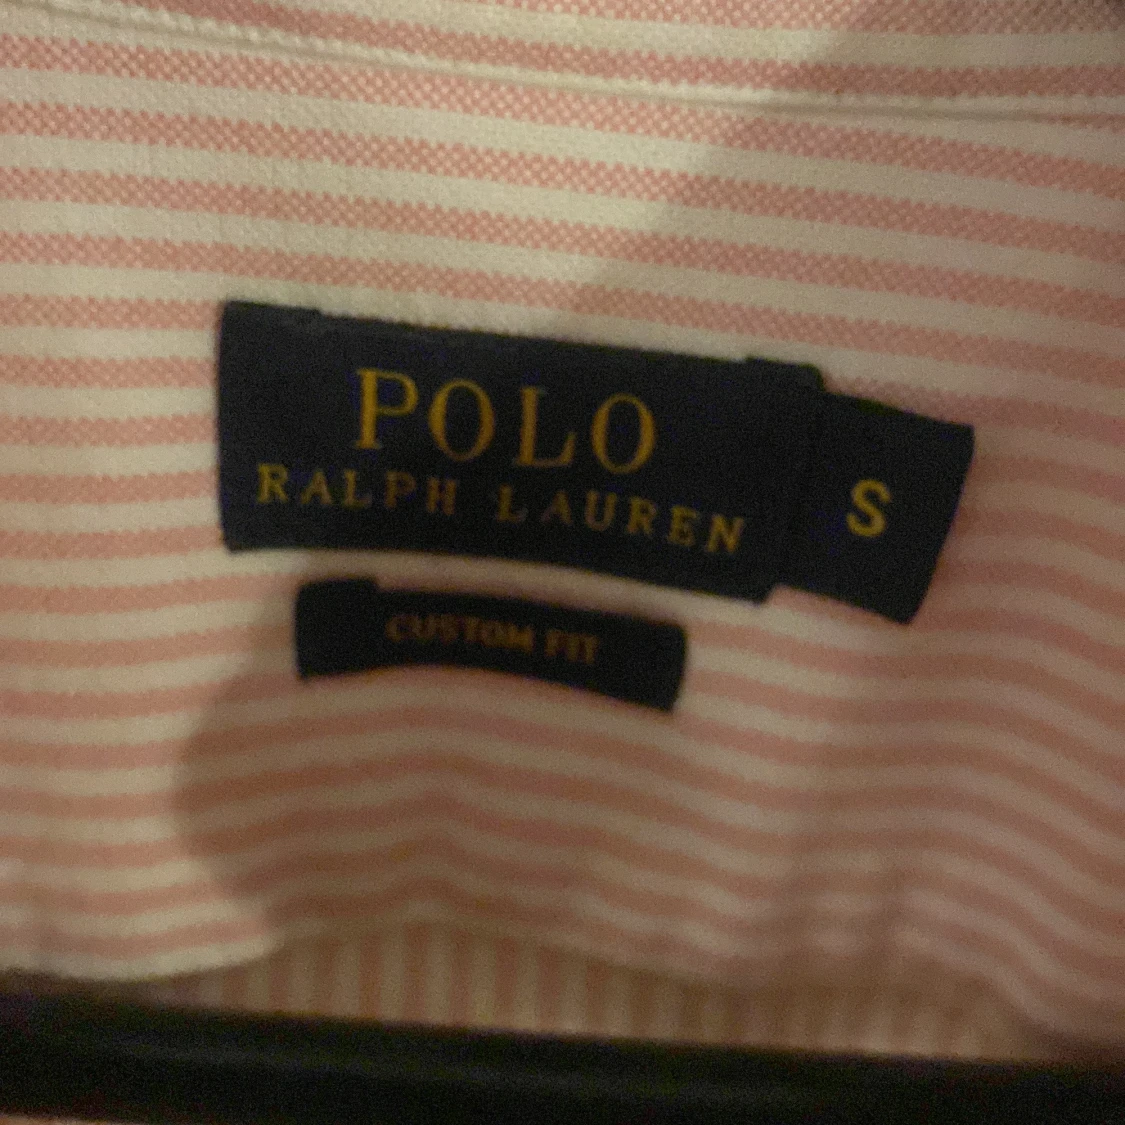 POLO
RALPH LAUREN
S
CUSTOM FIT